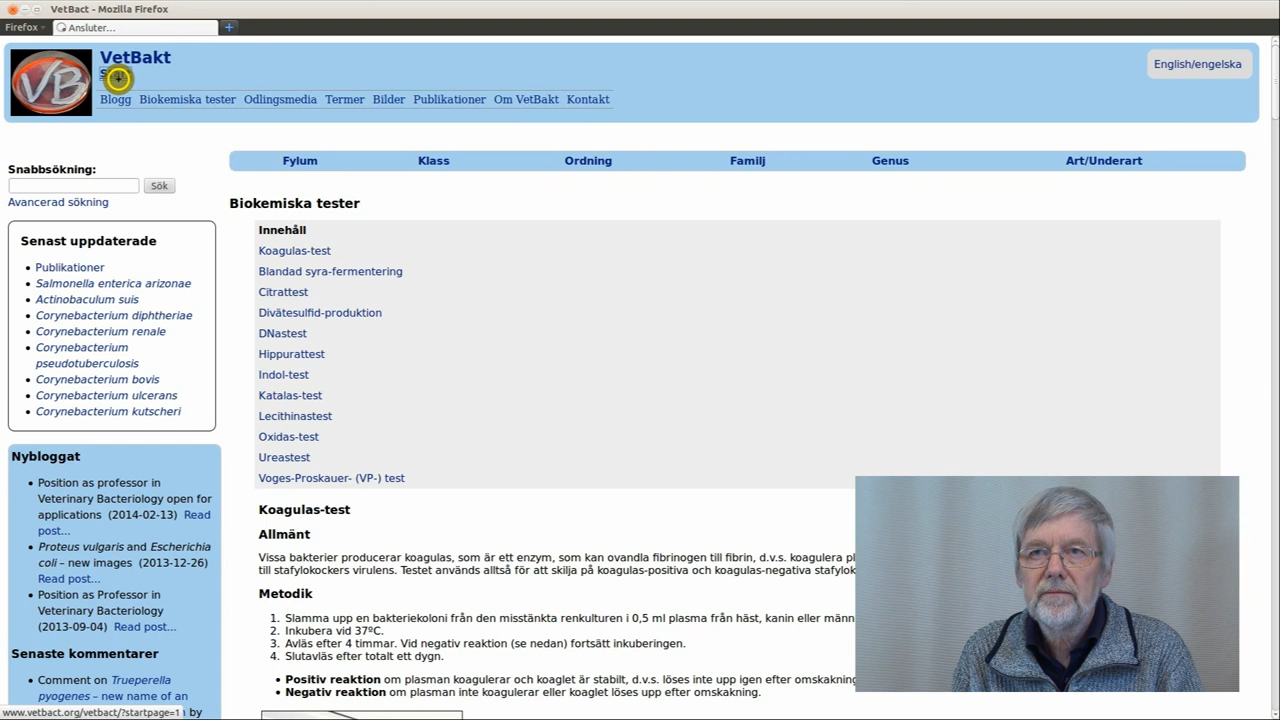 VetBact - Mozilla Firefox
Firefox
Ansluter...
VB
VetBakt
English/engelska
Blogg Biokemiska tester Odlingsmedia Termer Bilder Publikationer Om VetBakt Kontakt
Fylum Klass Ordning Familj Genus Art/Underart
Snabbsökning:
Sök
Avancerad sökning
Senast uppdaterade
Publikationer
Salmonella enterica arizonae
Actinobaculum suis
Corynebacterium diphtheriae
Corynebacterium renale
Corynebacterium
pseudotuberculosis
Corynebacterium bovis
Corynebacterium ulcerans
Corynebacterium kutscheri
Nybloggat
Position as professor in
Veterinary Bacteriology open for
applications (2014-02-13) Read
post...
Proteus vulgaris and Escherichia
coli – new images (2013-12-26)
Read post...
Position as Professor in
Veterinary Bacteriology
(2013-09-04) Read post...
Senaste kommentarer
Comment on Trueperella
pyogenes – new name of an
by
www.vetbact.org/vetbact/?startpage=1
Biokemiska tester
Innehåll
Koagulas-test
Blandad syra-fermentering
Citrattest
Divätesulfid-produktion
DNastest
Hippurattest
Indol-test
Katalas-test
Lecithinastest
Oxidas-test
Ureastest
Voges-Proskauer- (VP-) test
Koagulas-test
Allmänt
Vissa bakterier producerar koagulas, som är ett enzym, som kan ovandla fibrinogen till fibrin, d.v.s. koagulera pl
till stafylokockers virulens. Testet används alltså för att skilja på koagulas-positiva och koagulas-negativa stafylok
Metodik
1. Slamma upp en bakteriekoloni från den misstänkta renkulturen i 0,5 ml plasma från häst, kanin eller männ
2. Inkubera vid 37ºC.
3. Avläs efter 4 timmar. Vid negativ reaktion (se nedan) fortsätt inkuberingen.
4. Slutavläs efter totalt ett dygn.
Positiv reaktion om plasman koagulerar och koaglet är stabilt, d.v.s. löses inte upp igen efter omskakning
Negativ reaktion om plasman inte koagulerar eller koaglet löses upp efter omskakning.